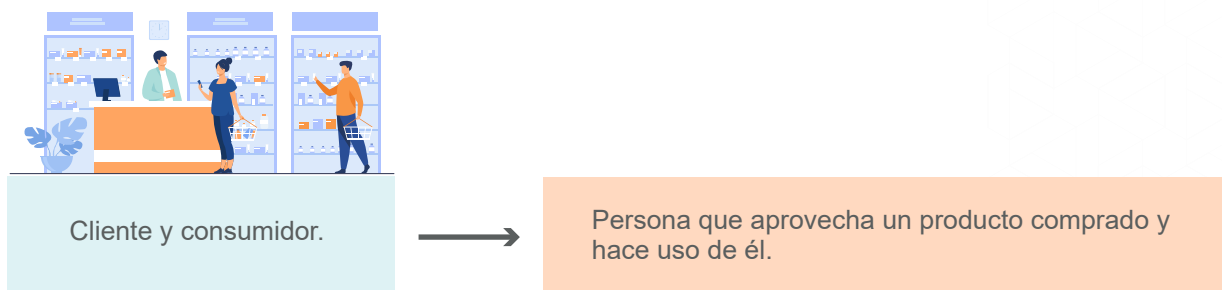 Cliente y consumidor.
Persona que aprovecha un producto comprado y
hace uso de él.